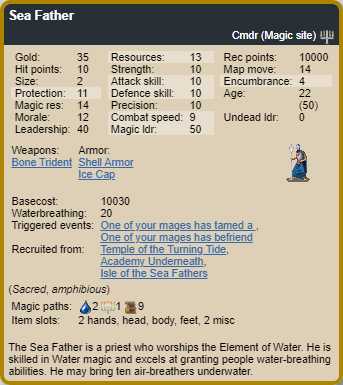 Sea Father
Cmdr (Magic site)
Gold: 35 Resources: 13 Rec points: 10000
Hit points: 10 Strength: 10 Map move: 14
Size: 2 Attack skill: 10 Encumbrance: 4
Protection: 11 Defence skill: 10 Age: 22
Magic res: 14 Precision: 10 (50)
Morale: 12 Combat speed: 9 Undead ldr: 0
Leadership: 40 Magic ldr: 50
Weapons: Armor:
Bone Trident Shell Armor
Ice Cap
Basecost: 10030
Waterbreathing: 20
Triggered events: One of your mages has tamed a ,
One of your mages has befriend
Recruited from: Temple of the Turning Tide,
Academy Underneath,
Isle of the Sea Fathers
(Sacred, amphibious)
Magic paths: 2 1 9
Item slots: 2 hands, head, body, feet, 2 misc
The Sea Father is a priest who worships the Element of Water. He is
skilled in Water magic and excels at granting people water-breathing
abilities. He may bring ten air-breathers underwater.